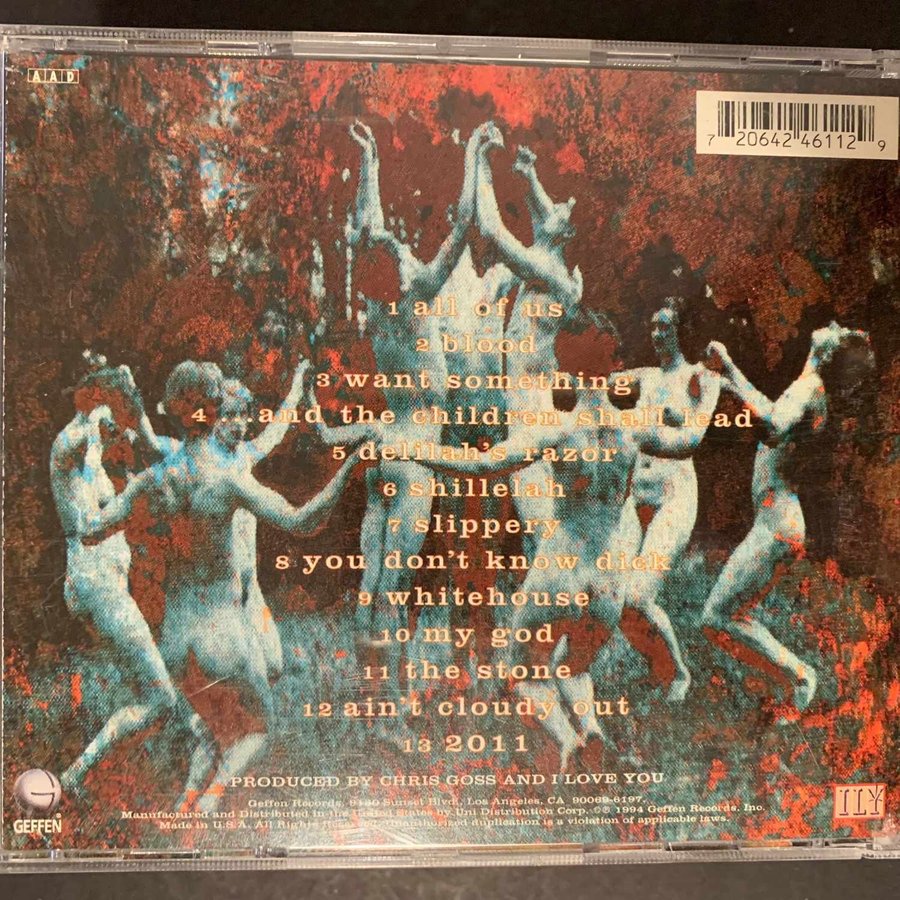 AAD
7 20642 46112 9
1 all of us
2 blood
3 want something
4 ...and the children shall lead
5 delilah's razor
6 shillelah
7 slippery
8 you don't know dick
9 whitehouse
10 my god
11 the stone
12 ain't cloudy out
13 2011
PRODUCED BY CHRIS GOSS AND I LOVE YOU
Geffen Records, 9130 Sunset Blvd., Los Angeles, CA 90069-6197.
Manufactured and Distributed in the United States by Uni Distribution Corp. ©℗ 1994 Geffen Records, Inc.
Made in U.S.A. All Rights Reserved. Unauthorized duplication is a violation of applicable laws.
GEFFEN®
ILY